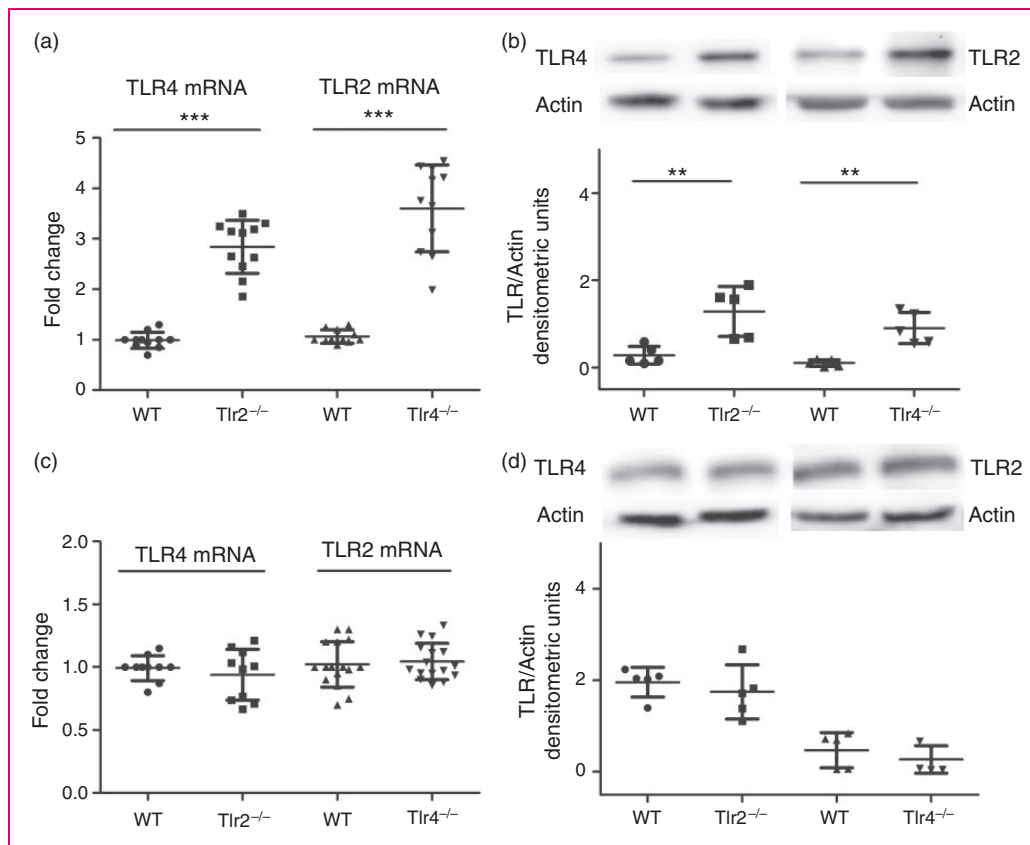 (a)
TLR4 mRNA
TLR2 mRNA
***
***
5
4
3
2
1
0
Fold change
WT
Tlr2−/−
WT
Tlr4−/−
(b)
TLR4
TLR2
Actin
Actin
**
**
4
2
0
TLR/Actin
densitometric units
WT
Tlr2−/−
WT
Tlr4−/−
(c)
TLR4 mRNA
TLR2 mRNA
2.0
1.5
1.0
0.5
0.0
Fold change
WT
Tlr2−/−
WT
Tlr4−/−
(d)
TLR4
TLR2
Actin
Actin
4
2
0
TLR/Actin
densitometric units
WT
Tlr2−/−
WT
Tlr4−/−